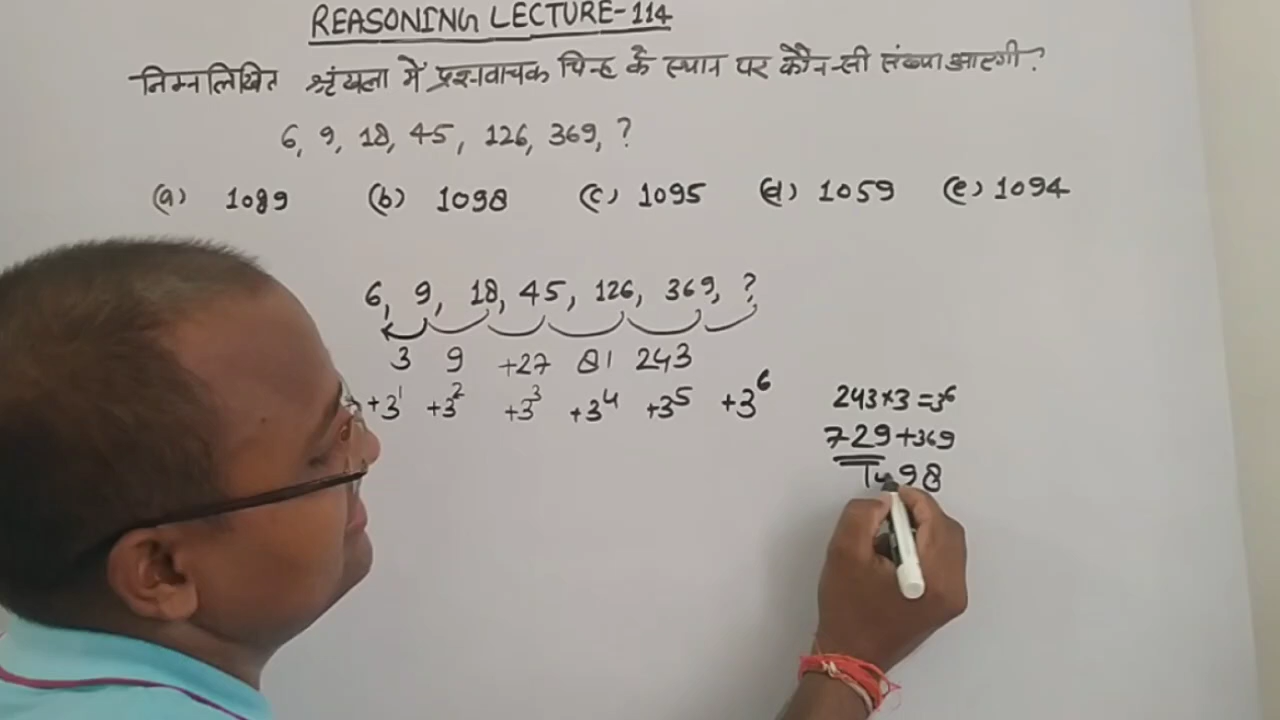 REASONING LECTURE-114
निम्नलिखित श्रृंखला में प्रश्नवाचक चिन्ह के स्थान पर कौन-सी संख्या आएगी?
6, 9, 18, 45, 126, 369, ?
(a) 1089 (b) 1098 (c) 1095 (d) 1059 (e) 1094
6, 9, 18, 45, 126, 369, ?
3 9 +27 81 243
+3¹ +3² +3³ +3⁴ +3⁵ +3⁶
243×3=3⁶
729+369
1098